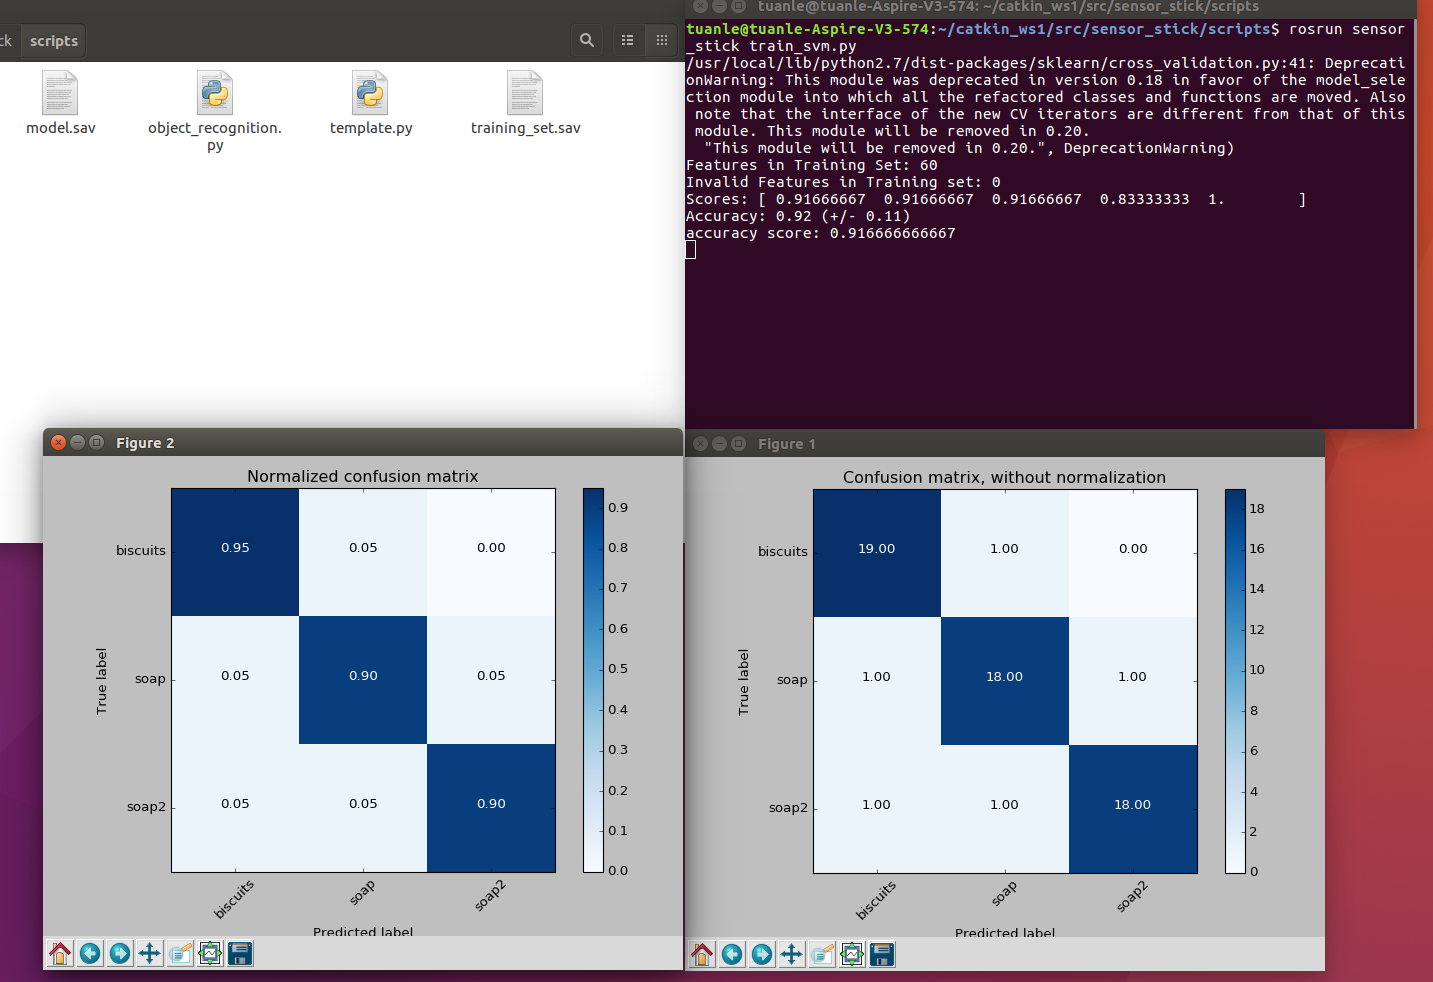 ck
scripts
model.sav
object_recognition.
py
template.py
training_set.sav
tuanle@tuanle-Aspire-V3-574: ~/catkin_ws1/src/sensor_stick/scripts
tuanle@tuanle-Aspire-V3-574:~/catkin_ws1/src/sensor_stick/scripts$ rosrun sensor
_stick train_svm.py
/usr/local/lib/python2.7/dist-packages/sklearn/cross_validation.py:41: Deprecati
onWarning: This module was deprecated in version 0.18 in favor of the model_sele
ction module into which all the refactored classes and functions are moved. Also
 note that the interface of the new CV iterators are different from that of this
 module. This module will be removed in 0.20.
  "This module will be removed in 0.20.", DeprecationWarning)
Features in Training Set: 60
Invalid Features in Training set: 0
Scores: [ 0.91666667  0.91666667  0.91666667  0.83333333  1.        ]
Accuracy: 0.92 (+/- 0.11)
accuracy score: 0.916666666667
Figure 2
Normalized confusion matrix
biscuits
0.95 0.05 0.00
soap
0.05 0.90 0.05
soap2
0.05 0.05 0.90
True label
biscuits
soap
soap2
Predicted label
0.9
0.8
0.7
0.6
0.5
0.4
0.3
0.2
0.1
0.0
Figure 1
Confusion matrix, without normalization
biscuits
19.00 1.00 0.00
soap
1.00 18.00 1.00
soap2
1.00 1.00 18.00
True label
biscuits
soap
soap2
Predicted label
18
16
14
12
10
8
6
4
2
0